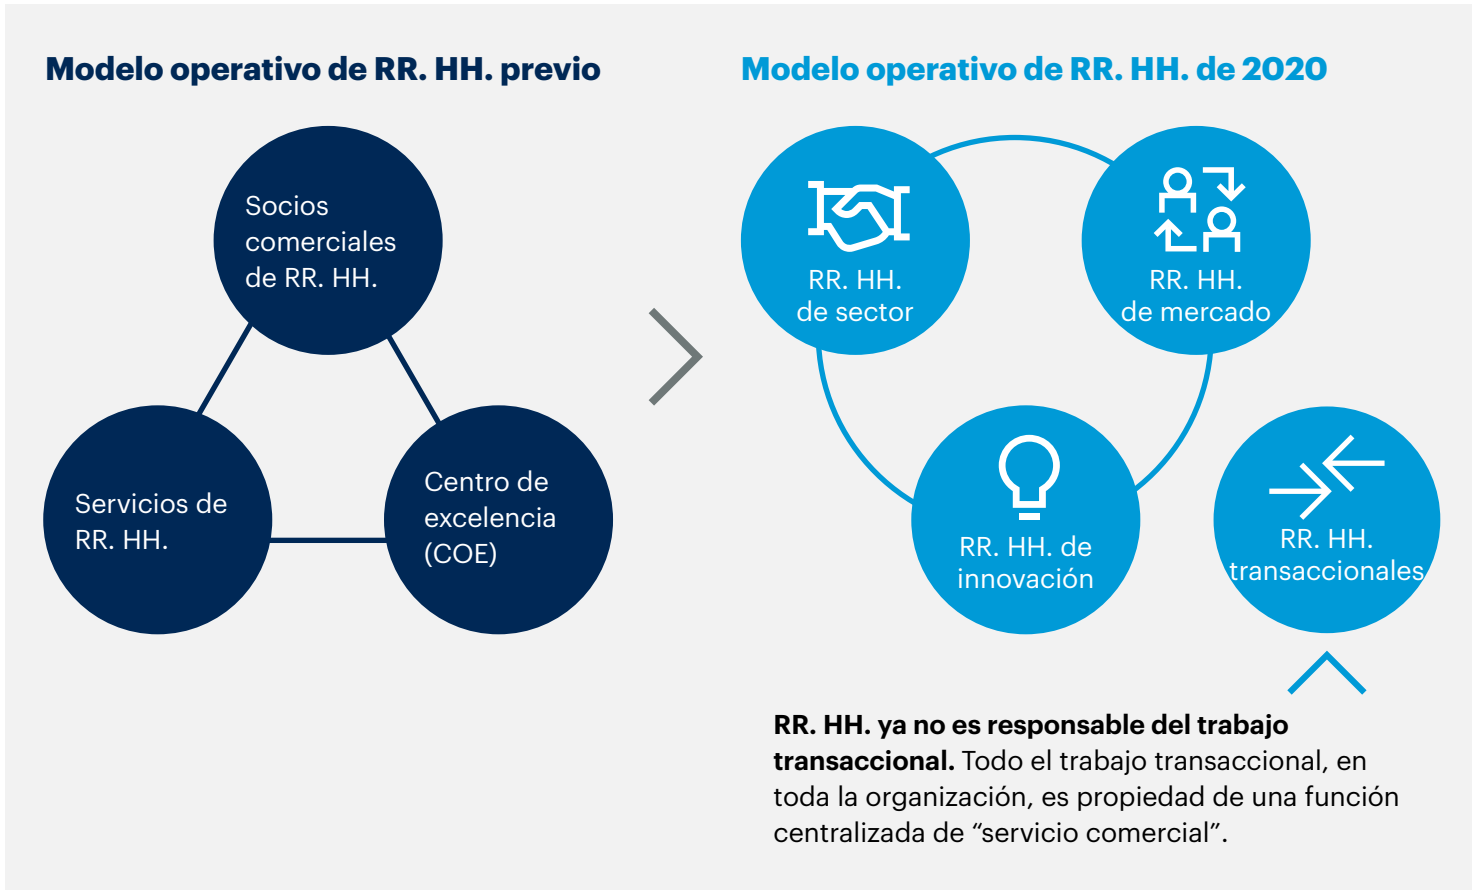 Modelo operativo de RR. HH. previo
Socios
comerciales
de RR. HH.
Servicios de
RR. HH.
Centro de
excelencia
(COE)
Modelo operativo de RR. HH. de 2020
RR. HH.
de sector
RR. HH.
de mercado
RR. HH. de
innovación
RR. HH.
transaccionales
RR. HH. ya no es responsable del trabajo
transaccional. Todo el trabajo transaccional, en
toda la organización, es propiedad de una función
centralizada de “servicio comercial”.